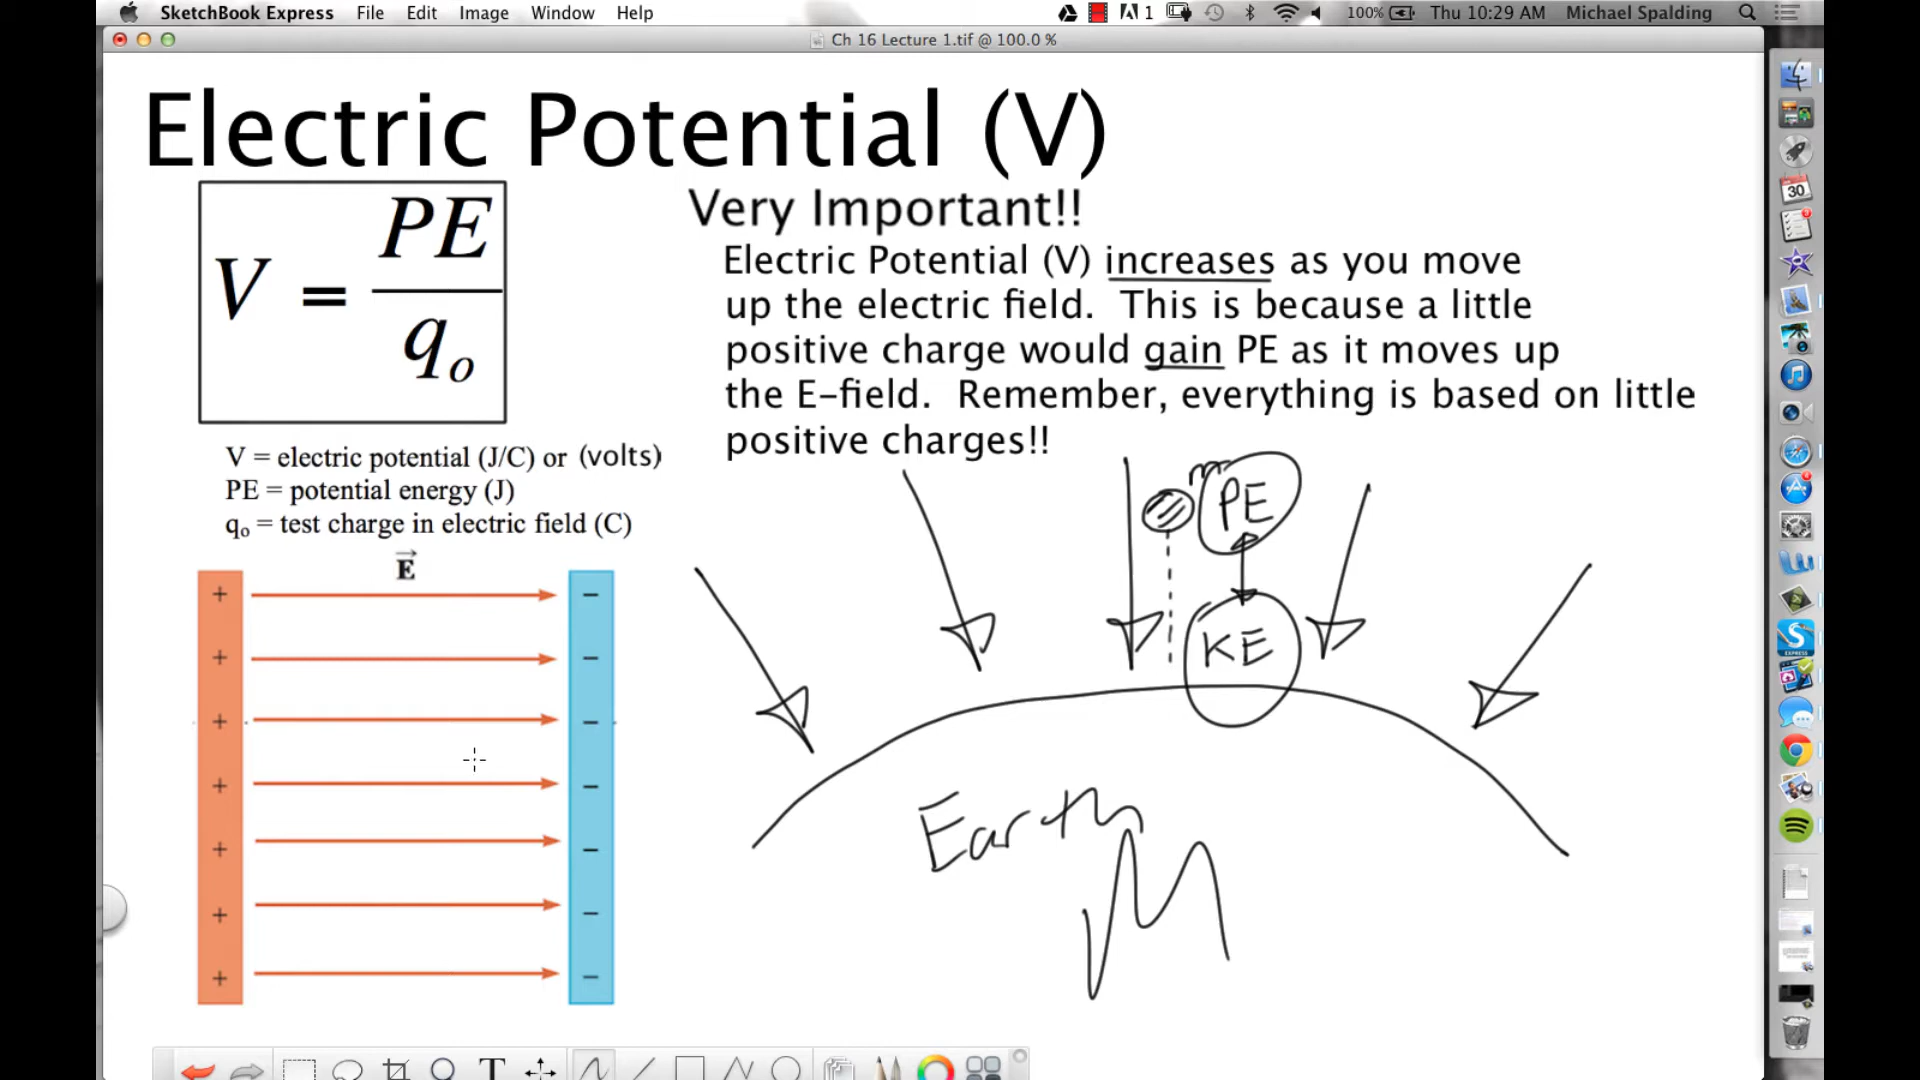 SketchBook Express File Edit Image Window Help 1 100% Thu 10:29 AM Michael Spalding
Ch 16 Lecture 1.tif @ 100.0 %
Electric Potential (V)
V = PE
qo
Very Important!!
Electric Potential (V) increases as you move
up the electric field. This is because a little
positive charge would gain PE as it moves up
the E-field. Remember, everything is based on little
positive charges!!
V = electric potential (J/C) or (volts)
PE = potential energy (J)
qo = test charge in electric field (C)
E
+ −
+ −
+ −
+ −
+ −
+ −
+ −
m PE
KE
Earth
M
30
S
EXPRESS
T